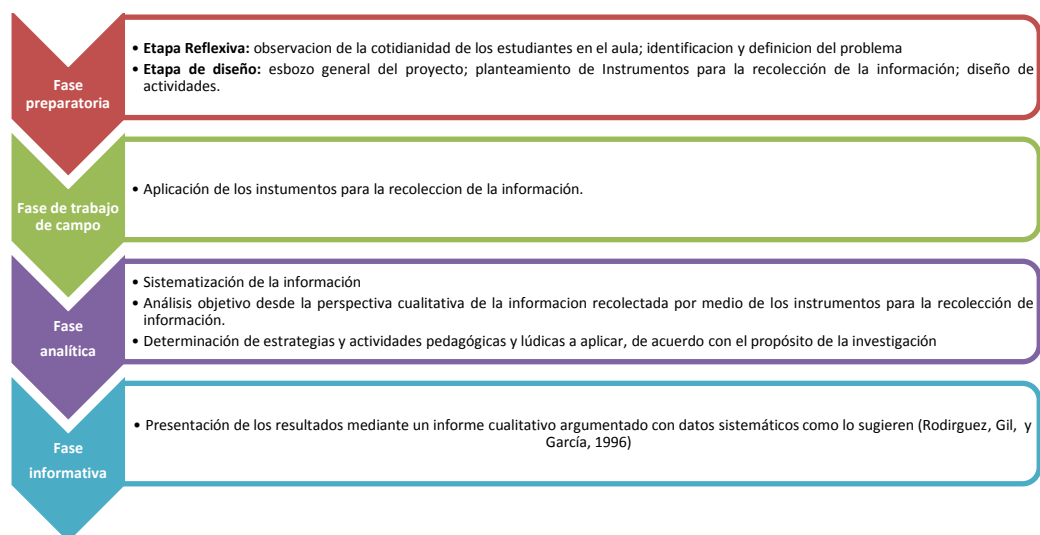 Fase
preparatoria
• Etapa Reflexiva: observacion de la cotidianidad de los estudiantes en el aula; identificacion y definicion del problema
• Etapa de diseño: esbozo general del proyecto; planteamiento de Instrumentos para la recolección de la información; diseño de
actividades.
Fase de trabajo
de campo
• Aplicación de los instumentos para la recoleccion de la información.
Fase
analítica
• Sistematización de la información
• Análisis objetivo desde la perspectiva cualitativa de la informacion recolectada por medio de los instrumentos para la recolección de
información.
• Determinación de estrategias y actividades pedagógicas y lúdicas a aplicar, de acuerdo con el propósito de la investigación
Fase
informativa
• Presentación de los resultados mediante un informe cualitativo argumentado con datos sistemáticos como lo sugieren (Rodirguez, Gil, y
García, 1996)